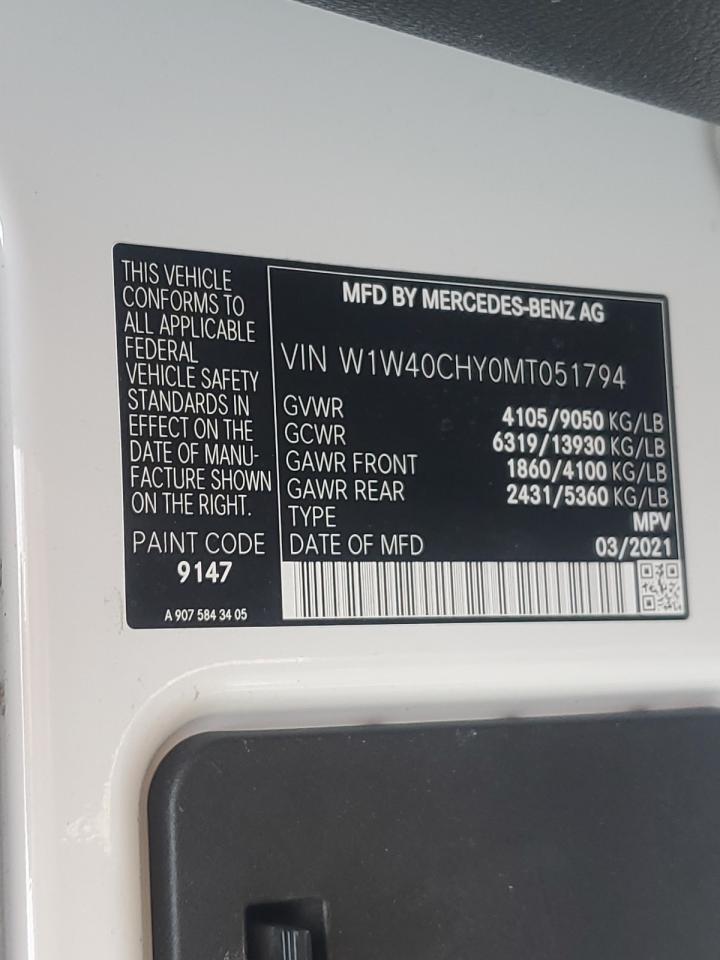 THIS VEHICLE
CONFORMS TO
ALL APPLICABLE
FEDERAL
VEHICLE SAFETY
STANDARDS IN
EFFECT ON THE
DATE OF MANU-
FACTURE SHOWN
ON THE RIGHT.
PAINT CODE
9147
A 907 584 34 05
MFD BY MERCEDES-BENZ AG
VIN W1W40CHY0MT051794
GVWR 4105/9050 KG/LB
GCWR 6319/13930 KG/LB
GAWR FRONT 1860/4100 KG/LB
GAWR REAR 2431/5360 KG/LB
TYPE MPV
DATE OF MFD 03/2021